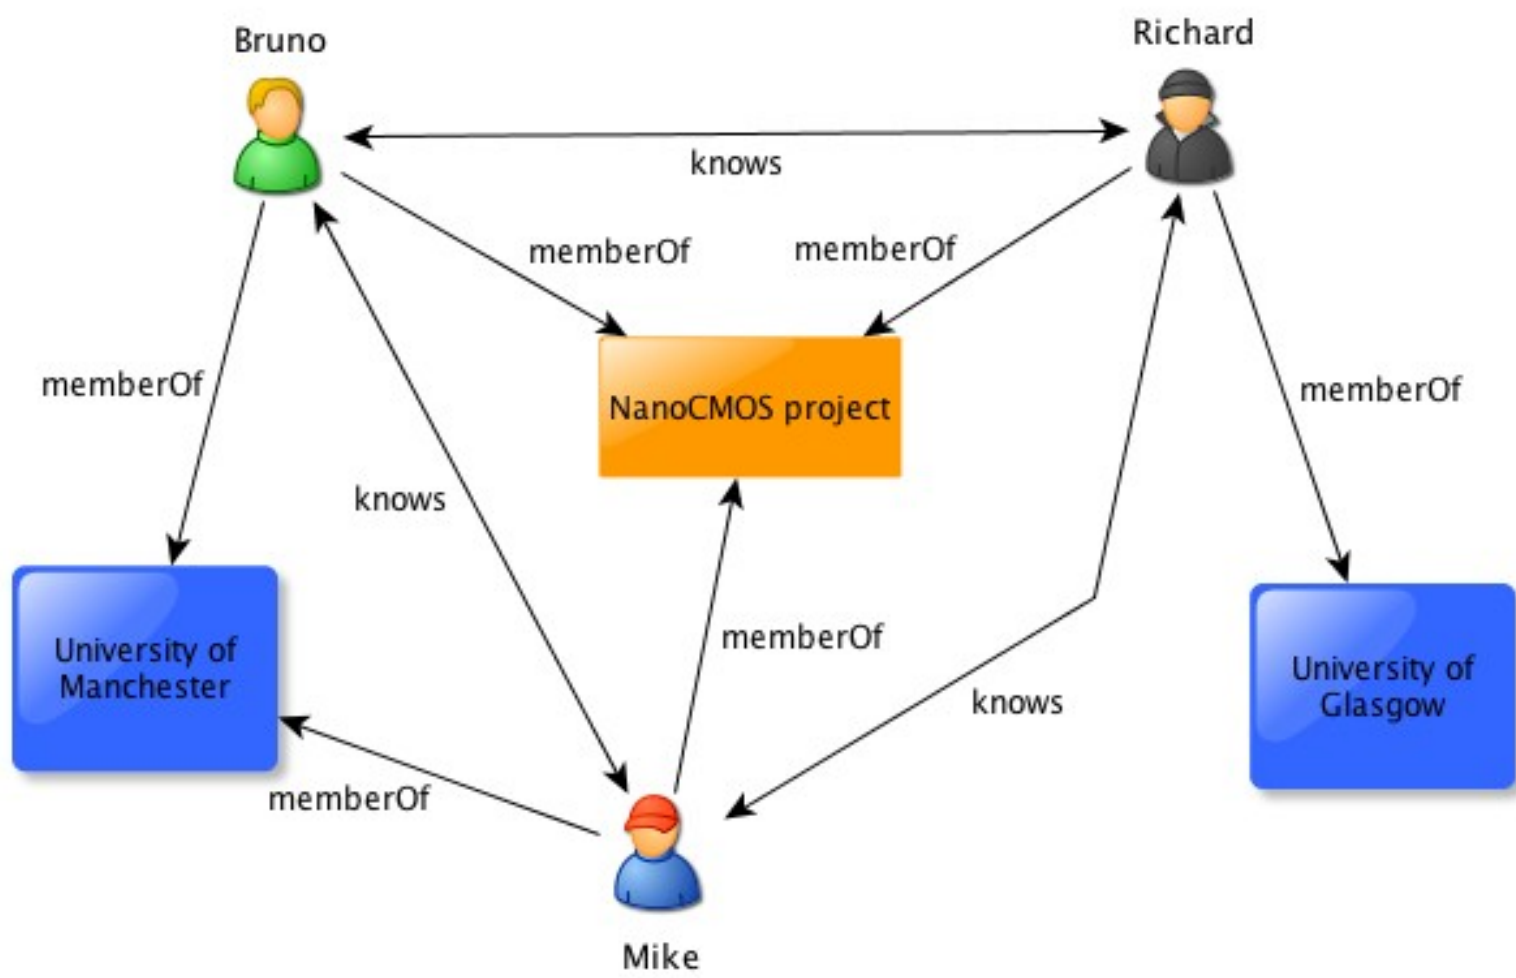 Bruno
Richard
knows
memberOf
memberOf
memberOf
memberOf
NanoCMOS project
knows
University of
Manchester
memberOf
University of
Glasgow
knows
memberOf
Mike